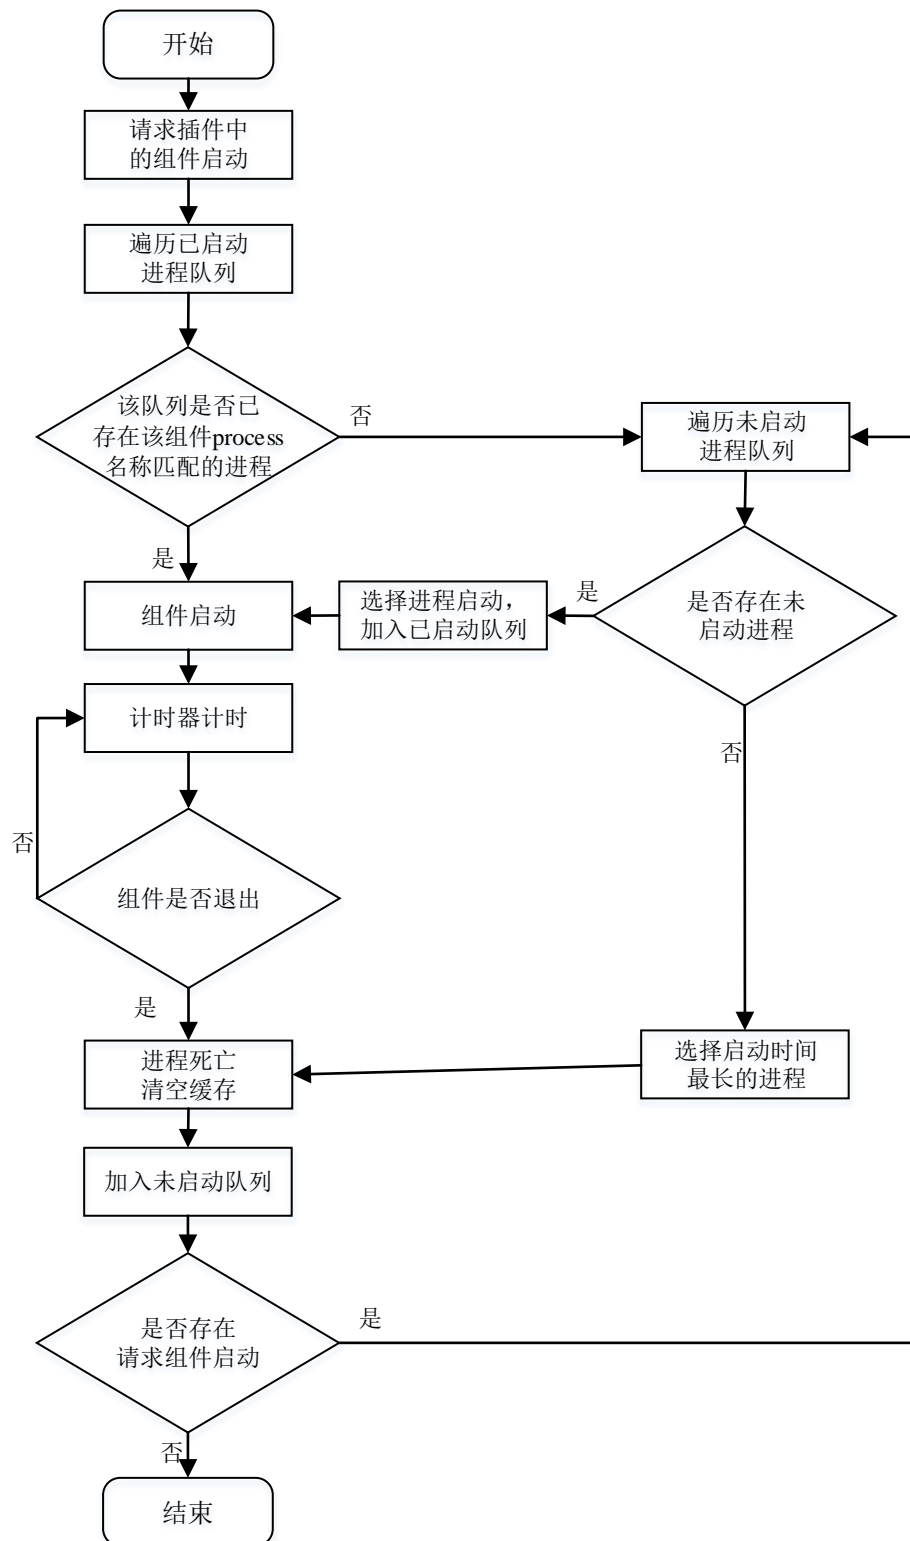 开始
请求插件中
的组件启动
遍历已启动
进程队列
该队列是否已
存在该组件process
名称匹配的进程
否
遍历未启动
进程队列
是
组件启动
选择进程启动，
加入已启动队列
是
是否存在未
启动进程
计时器计时
否
否
组件是否退出
是
进程死亡
清空缓存
选择启动时间
最长的进程
加入未启动队列
是否存在
请求组件启动
是
否
结束